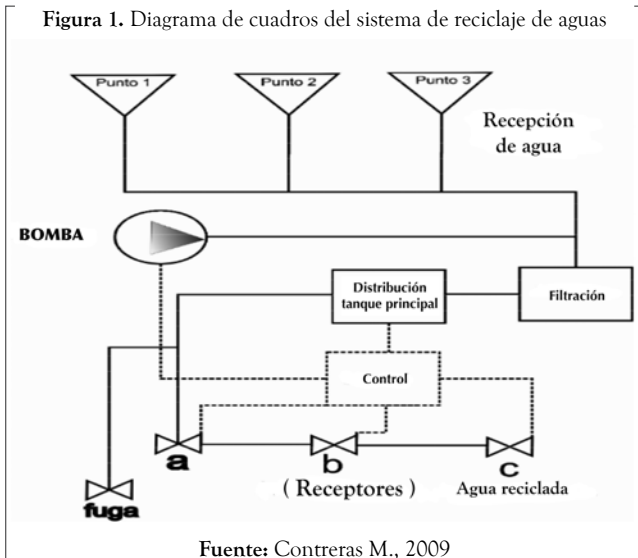 Figura 1. Diagrama de cuadros del sistema de reciclaje de aguas
Punto 1
Punto 2
Punto 3
Recepción
de agua
BOMBA
Distribución
tanque principal
Filtración
Control
a
b
c
( Receptores )
Agua reciclada
fuga
Fuente: Contreras M., 2009